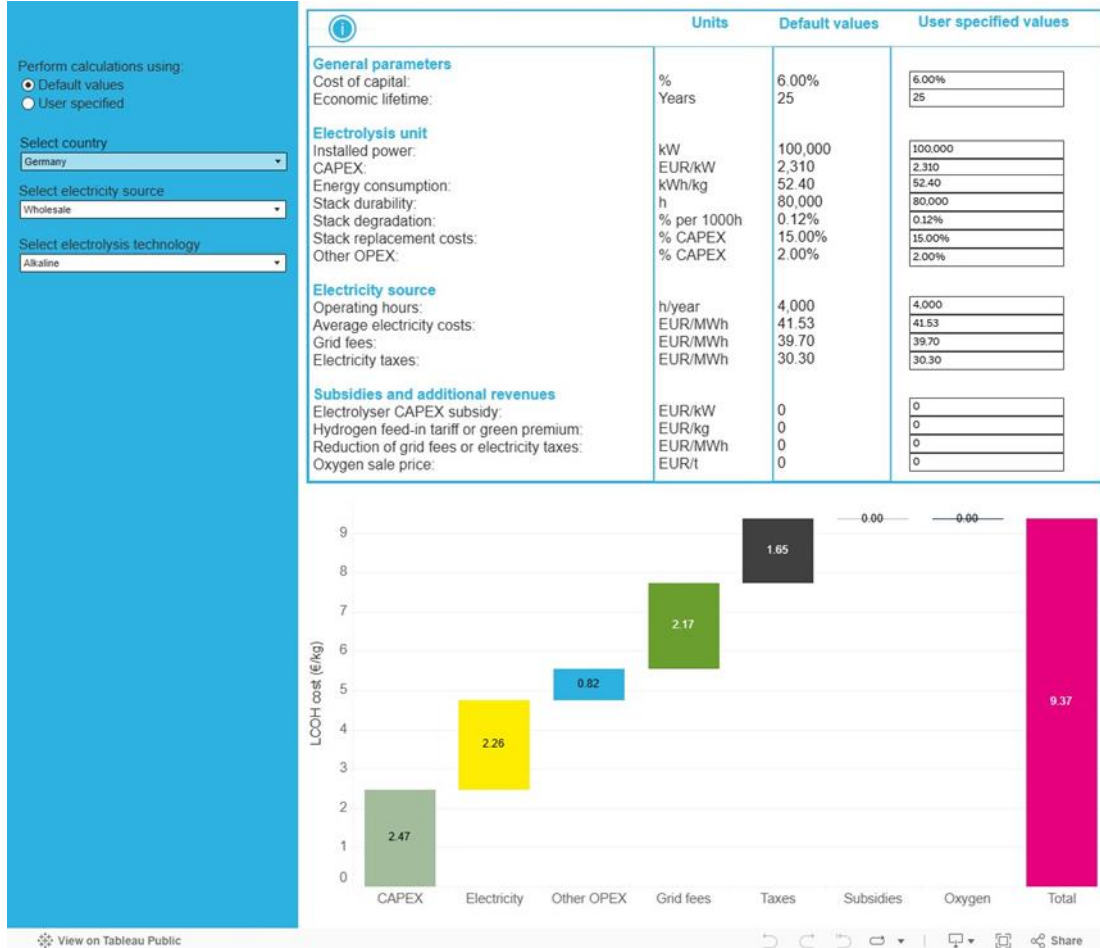 Units Default values User specified values
Perform calculations using:
Default values
User specified
Select country
Germany
Select electricity source
Wholesale
Select electrolysis technology
Alkaline
General parameters
Cost of capital: % 6.00% 6.00%
Economic lifetime: Years 25 25
Electrolysis unit
Installed power: kW 100,000 100,000
CAPEX: EUR/kW 2,310 2,310
Energy consumption: kWh/kg 52.40 52.40
Stack durability: h 80,000 80,000
Stack degradation: % per 1000h 0.12% 0.12%
Stack replacement costs: % CAPEX 15.00% 15.00%
Other OPEX: % CAPEX 2.00% 2.00%
Electricity source
Operating hours: h/year 4,000 4,000
Average electricity costs: EUR/MWh 41.53 41.53
Grid fees: EUR/MWh 39.70 39.70
Electricity taxes: EUR/MWh 30.30 30.30
Subsidies and additional revenues
Electrolyser CAPEX subsidy: EUR/kW 0 0
Hydrogen feed-in tariff or green premium: EUR/kg 0 0
Reduction of grid fees or electricity taxes: EUR/MWh 0 0
Oxygen sale price: EUR/t 0 0
LCOH cost (€/kg)
9
8
7
6
5
4
3
2
1
0
2.47
2.26
0.82
2.17
1.65
0.00
0.00
9.37
CAPEX Electricity Other OPEX Grid fees Taxes Subsidies Oxygen Total
View on Tableau Public
Share